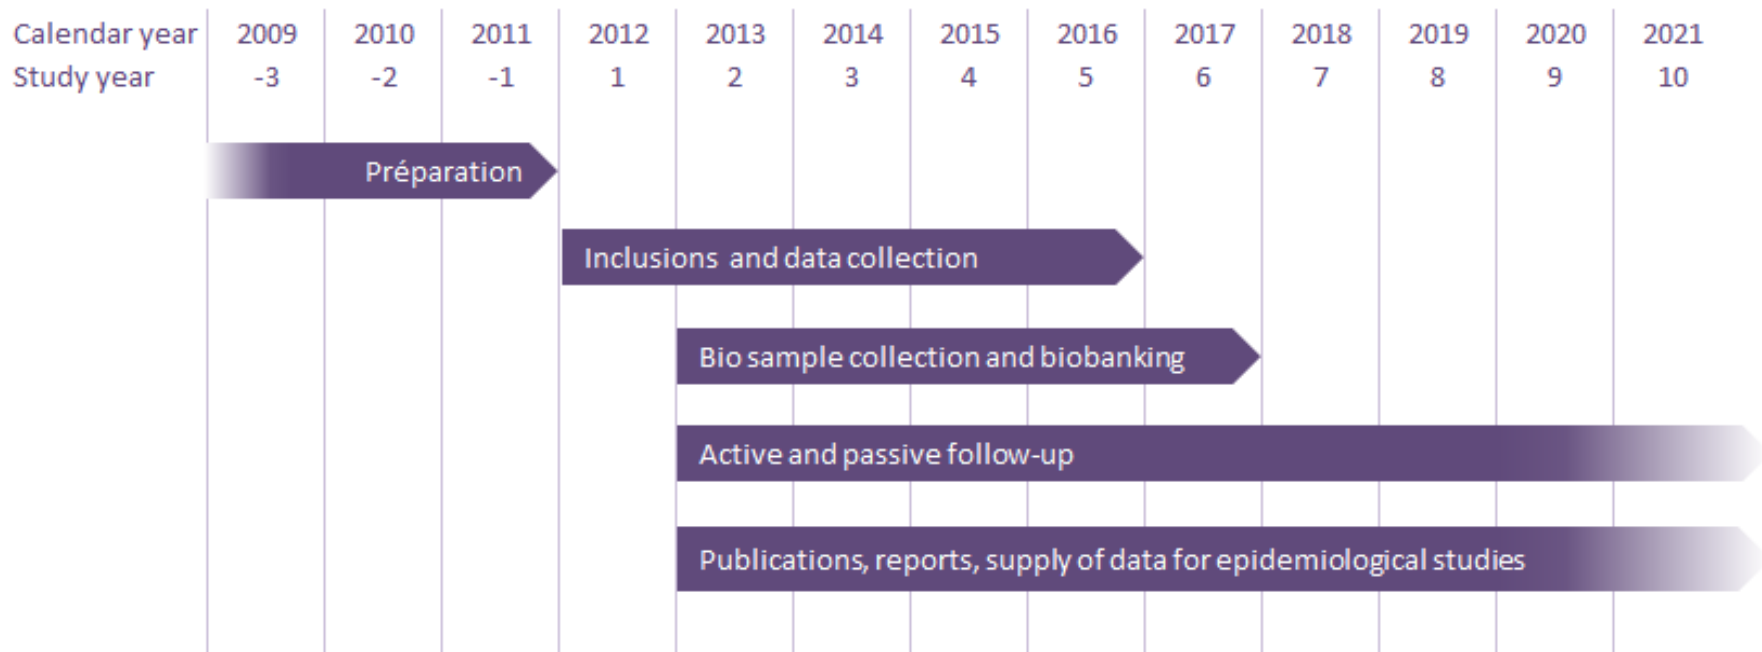 Calendar year 2009 2010 2011 2012 2013 2014 2015 2016 2017 2018 2019 2020 2021
Study year -3 -2 -1 1 2 3 4 5 6 7 8 9 10
Préparation
Inclusions and data collection
Bio sample collection and biobanking
Active and passive follow-up
Publications, reports, supply of data for epidemiological studies